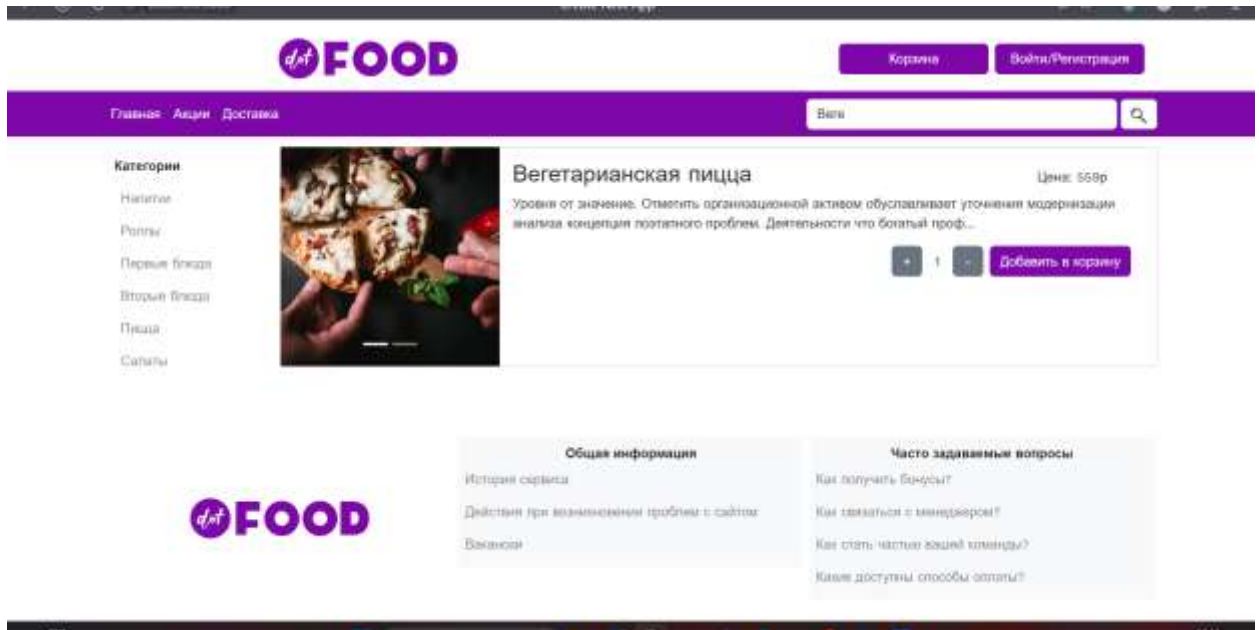 dot FOOD
Корзина
Войти/Регистрация
Главная Акции Доставка
Веге
Категории
Напитки
Роллы
Первые блюда
Вторые блюда
Пицца
Салаты
Вегетарианская пицца
Цена: 559р
Уровня от значение. Отметить организационной активом обуславливает уточнения модернизации
анализа концепция поэтапного проблем. Деятельности что богатый проф...
+ 1 -
Добавить в корзину
dot FOOD
Общая информация
История сервиса
Действия при возникновении проблем с сайтом
Вакансии
Часто задаваемые вопросы
Как получить бонусы?
Как связаться с менеджером?
Как стать частью вашей команды?
Какие доступны способы оплаты?